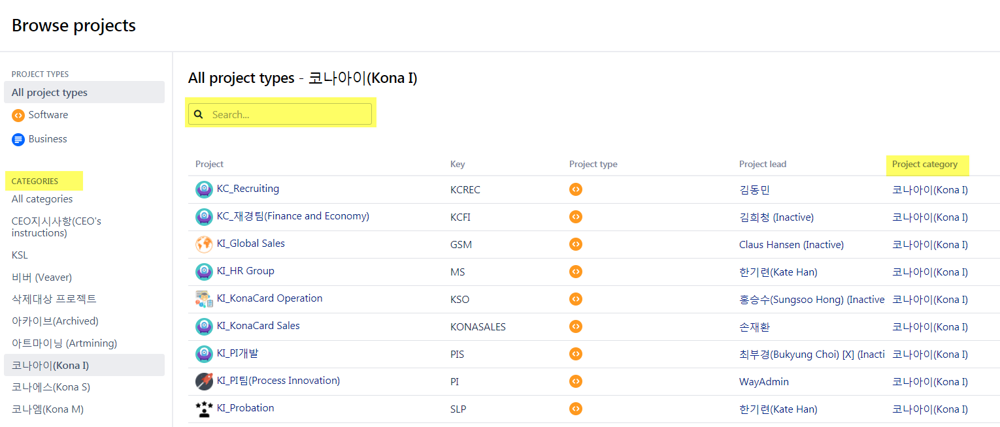 Browse projects
PROJECT TYPES
All project types
Software
Business
CATEGORIES
All categories
CEO지시사항(CEO's
instructions)
KSL
비버 (Veaver)
삭제대상 프로젝트
아카이브(Archived)
아트마이닝 (Artmining)
코나아이(Kona I)
코나에스(Kona S)
코나엠(Kona M)
All project types - 코나아이(Kona I)
Search...
Project Key Project type Project lead Project category
KC_Recruiting KCREC 김동민 코나아이(Kona I)
KC_재경팀(Finance and Economy) KCFI 김희청 (Inactive) 코나아이(Kona I)
KI_Global Sales GSM Claus Hansen (Inactive) 코나아이(Kona I)
KI_HR Group MS 한기련(Kate Han) 코나아이(Kona I)
KI_KonaCard Operation KSO 홍승수(Sungsoo Hong) (Inactive 코나아이(Kona I)
KI_KonaCard Sales KONASALES 손재환 코나아이(Kona I)
KI_PI개발 PIS 최부경(Bukyung Choi) [X] (Inacti 코나아이(Kona I)
KI_PI팀(Process Innovation) PI WayAdmin 코나아이(Kona I)
KI_Probation SLP 한기련(Kate Han) 코나아이(Kona I)